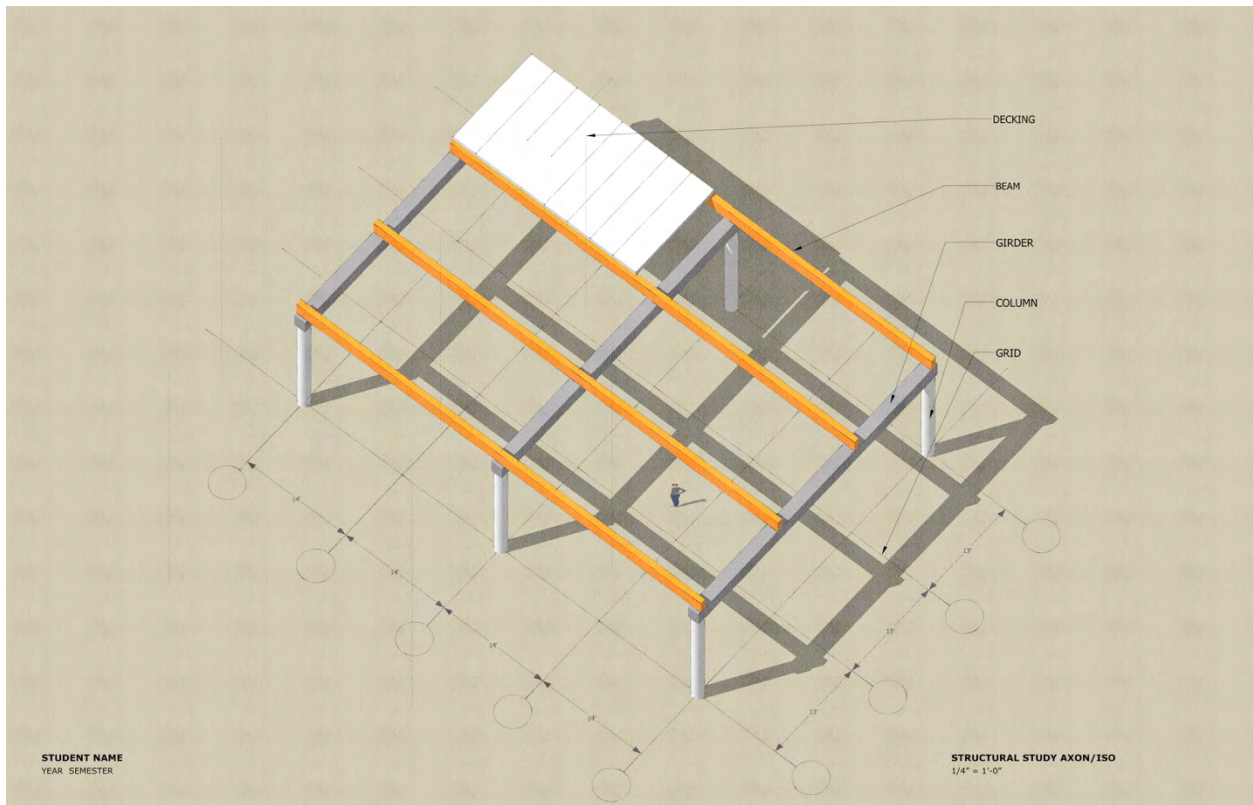 DECKING
BEAM
GIRDER
COLUMN
GRID
14'
14'
14'
14'
13'
13'
13'
STUDENT NAME
YEAR SEMESTER
STRUCTURAL STUDY AXON/ISO
1/4" = 1'-0"